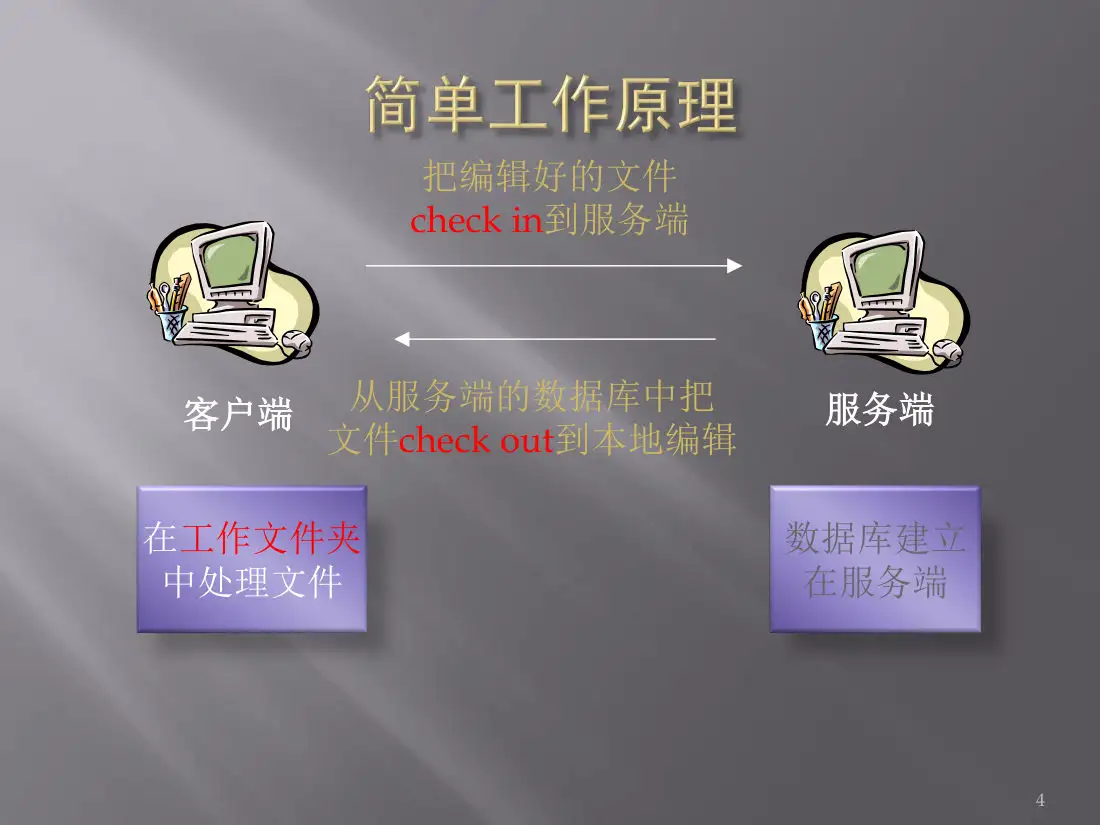 简单工作原理
把编辑好的文件
check in到服务端
客户端
服务端
从服务端的数据库中把
文件check out到本地编辑
在工作文件夹
中处理文件
数据库建立
在服务端
4